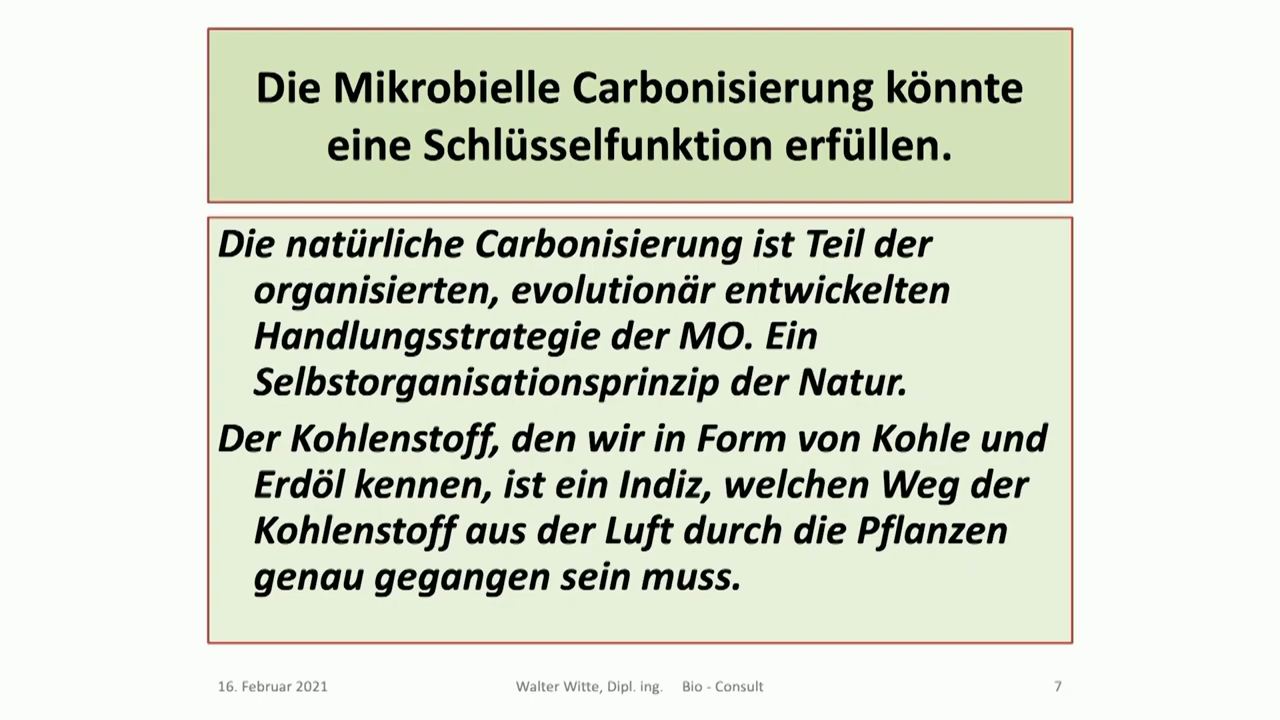 Die Mikrobielle Carbonisierung könnte
eine Schlüsselfunktion erfüllen.
Die natürliche Carbonisierung ist Teil der
organisierten, evolutionär entwickelten
Handlungsstrategie der MO. Ein
Selbstorganisationsprinzip der Natur.
Der Kohlenstoff, den wir in Form von Kohle und
Erdöl kennen, ist ein Indiz, welchen Weg der
Kohlenstoff aus der Luft durch die Pflanzen
genau gegangen sein muss.
16. Februar 2021 Walter Witte, Dipl. ing. Bio - Consult 7